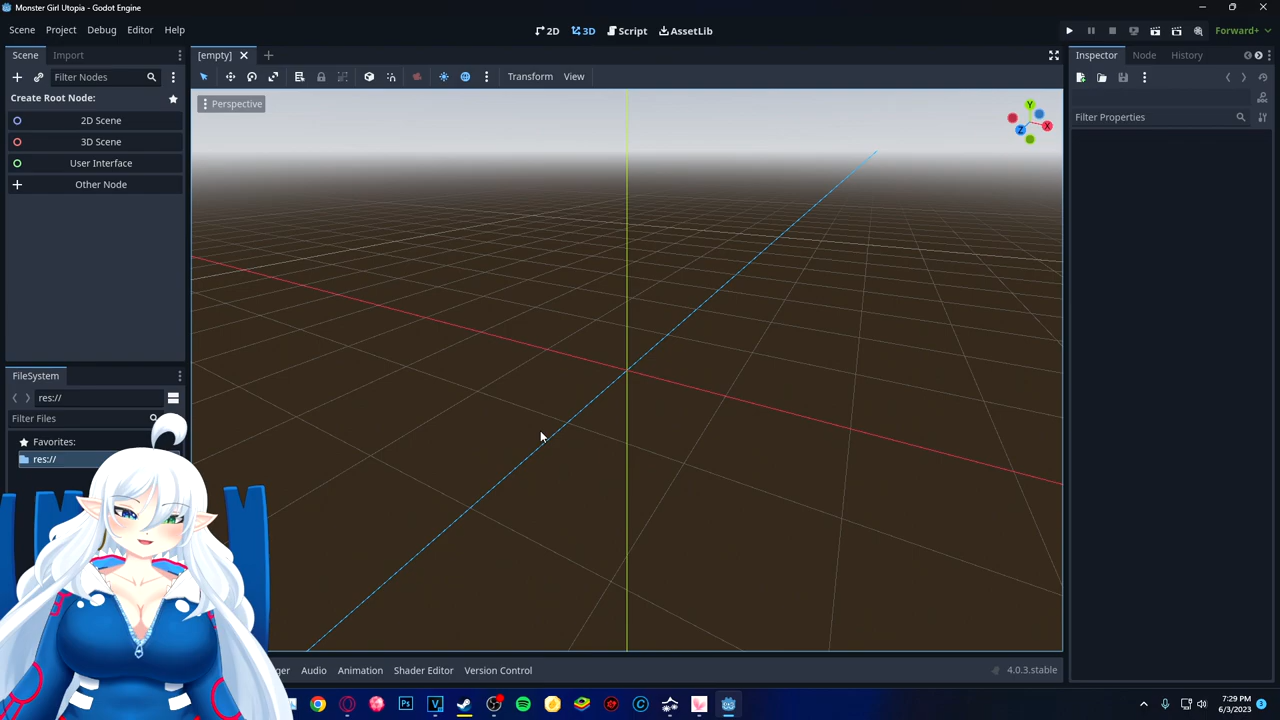 Monster Girl Utopia - Godot Engine
Scene Project Debug Editor Help
2D 3D Script AssetLib
Forward+
Scene Import
[empty]
Inspector Node History
Filter Nodes
Transform View
Create Root Node:
Perspective
Y
X
Z
DOC
Filter Properties
2D Scene
3D Scene
User Interface
Other Node
FileSystem
res://
Filter Files
Favorites:
res://
Audio Animation Shader Editor Version Control
4.0.3.stable
Ps
V
C
7:29 PM
6/3/2023
3